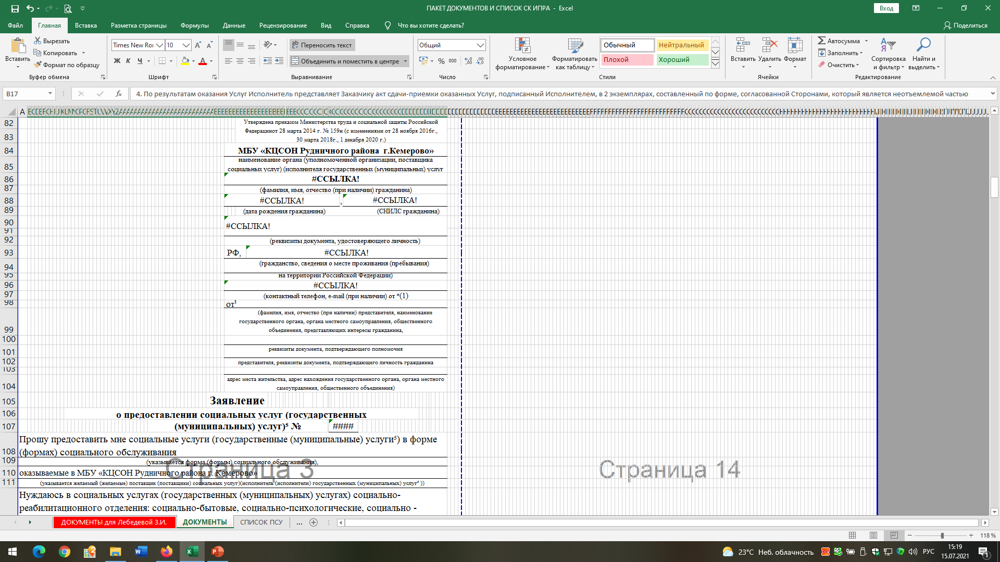 ПАКЕТ ДОКУМЕНТОВ И СПИСОК СК ИПРА - Excel
Вход
Файл Главная Вставка Разметка страницы Формулы Данные Рецензирование Вид Справка Что вы хотите сделать? Поделиться
Вставить
Вырезать
Копировать
Формат по образцу
Буфер обмена
Times New Ro 10
Ж К Ч
Шрифт
Переносить текст
Объединить и поместить в центре
Выравнивание
Общий
% 000
Число
Условное форматирование
Форматировать как таблицу
Обычный Нейтральный
Плохой Хороший
Стили
Вставить Удалить Формат
Ячейки
Автосумма
Заполнить
Очистить
Сортировка и фильтр
Найти и выделить
Редактирование
B17
4. По результатам оказания Услуг Исполнитель представляет Заказчику акт сдачи-приемки оказанных Услуг, подписанный Исполнителем, в 2 экземплярах, составленный по форме, согласованной Сторонами, который является неотъемлемой частью
82 Утверждена приказом Министерства труда и социальной защиты Российской
Федерацииот 28 марта 2014 г. № 159н (с изменениями от 28 ноября 2016г.,
83 30 марта 2018г., 1 декабря 2020 г.)
84 МБУ «КЦСОН Рудничного района г.Кемерово»
наименование органа (уполномоченной организации, поставщика
85 социальных услуг) (исполнителя государственных (муниципальных) услуг
86 #ССЫЛКА!
87 (фамилия, имя, отчество (при наличии) гражданина)
88 #ССЫЛКА! , #ССЫЛКА!
89 (дата рождения гражданина) (СНИЛС гражданина)
90 #ССЫЛКА!
91
92 (реквизиты документа, удостоверяющего личность)
93 РФ, #ССЫЛКА!
94 (гражданство, сведения о месте проживания (пребывания)
95 на территории Российской Федерации)
96 #ССЫЛКА!
97 (контактный телефон, e-mail (при наличии) от *(1)
98 от¹
(фамилия, имя, отчество (при наличии) представителя, наименование
государственного органа, органа местного самоуправления, общественного
99 объединения, представляющих интересы гражданина,
100
101 реквизиты документа, подтверждающего полномочия
102 представителя, реквизиты документа, подтверждающего личность гражданина
103
адрес места жительства, адрес нахождения государственного органа, органа местного
104 самоуправления, общественного объединения)
105 Заявление
106 о предоставлении социальных услуг (государственных
107 (муниципальных) услуг)⁵ № ####
Прошу предоставить мне социальные услуги (государственные (муниципальные) услуги⁵) в форме
108 (формах) социального обслуживания
109 (указывается форма (формы) социального обслуживания),
110 оказываемые в МБУ «КЦСОН Рудничного района г. Кемерово»
Страница 3 Страница 14
111 (указывается желаемый (желаемые) поставщик (поставщики) социальных услуг)(исполнитель (исполнители) государственных (муниципальных) услуг⁵ ))
Нуждаюсь в социальных услугах (государственных (муниципальных) услугах) социально-
реабилитационного отделения: социально-бытовые, социально-психологические, социально -
ДОКУМЕНТЫ для Лебедевой З.И. ДОКУМЕНТЫ СПИСОК ПСУ ...
118 %
23°C Неб. облачность
РУС
15:19
15.07.2021
1